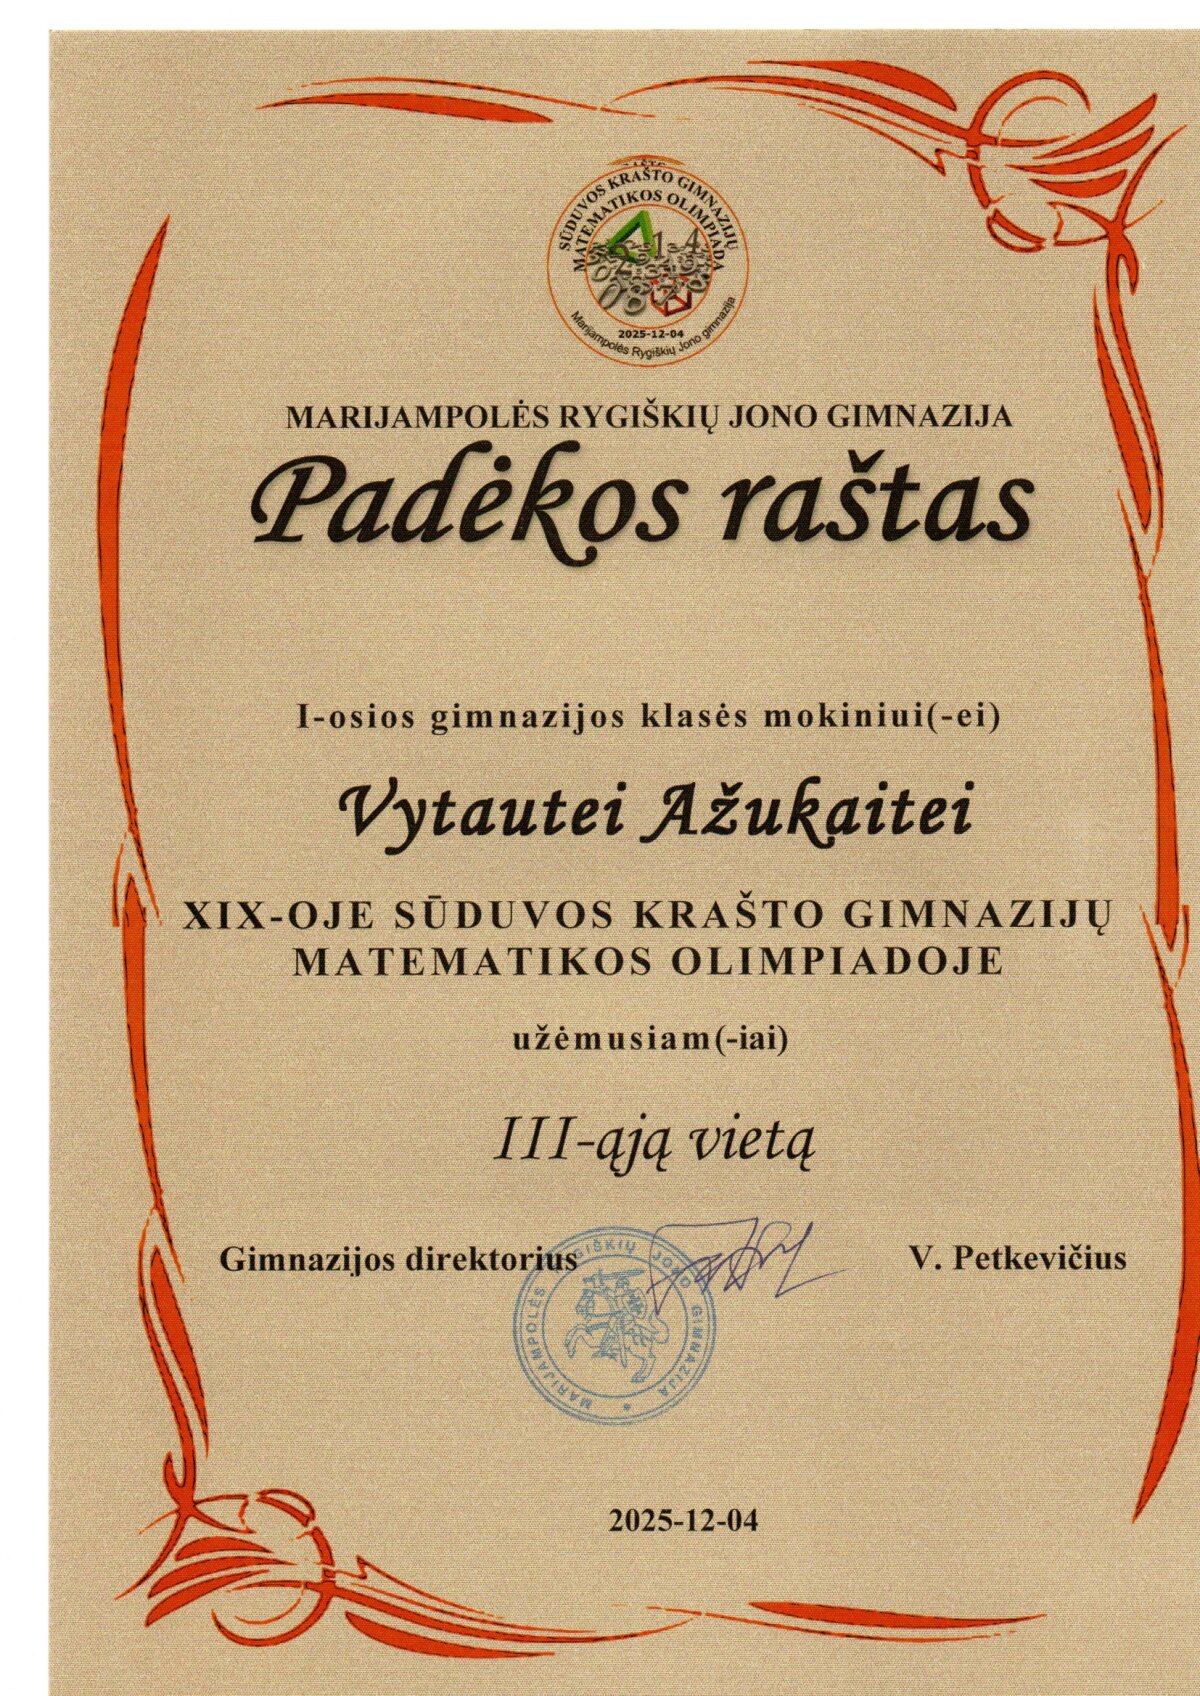 SŪDUVOS KRAŠTO GIMNAZIJŲ
MATEMATIKOS OLIMPIADA
2025-12-04
Marijampolės Rygiškių Jono gimnazija
MARIJAMPOLĖS RYGIŠKIŲ JONO GIMNAZIJA
Padėkos raštas
I-osios gimnazijos klasės mokiniui(-ei)
Vytautei Ažukaitei
XIX-OJE SŪDUVOS KRAŠTO GIMNAZIJŲ
MATEMATIKOS OLIMPIADOJE
užėmusiam(-iai)
III-ąją vietą
Gimnazijos direktorius V. Petkevičius
MARIJAMPOLĖS RYGIŠKIŲ JONO GIMNAZIJA
2025-12-04